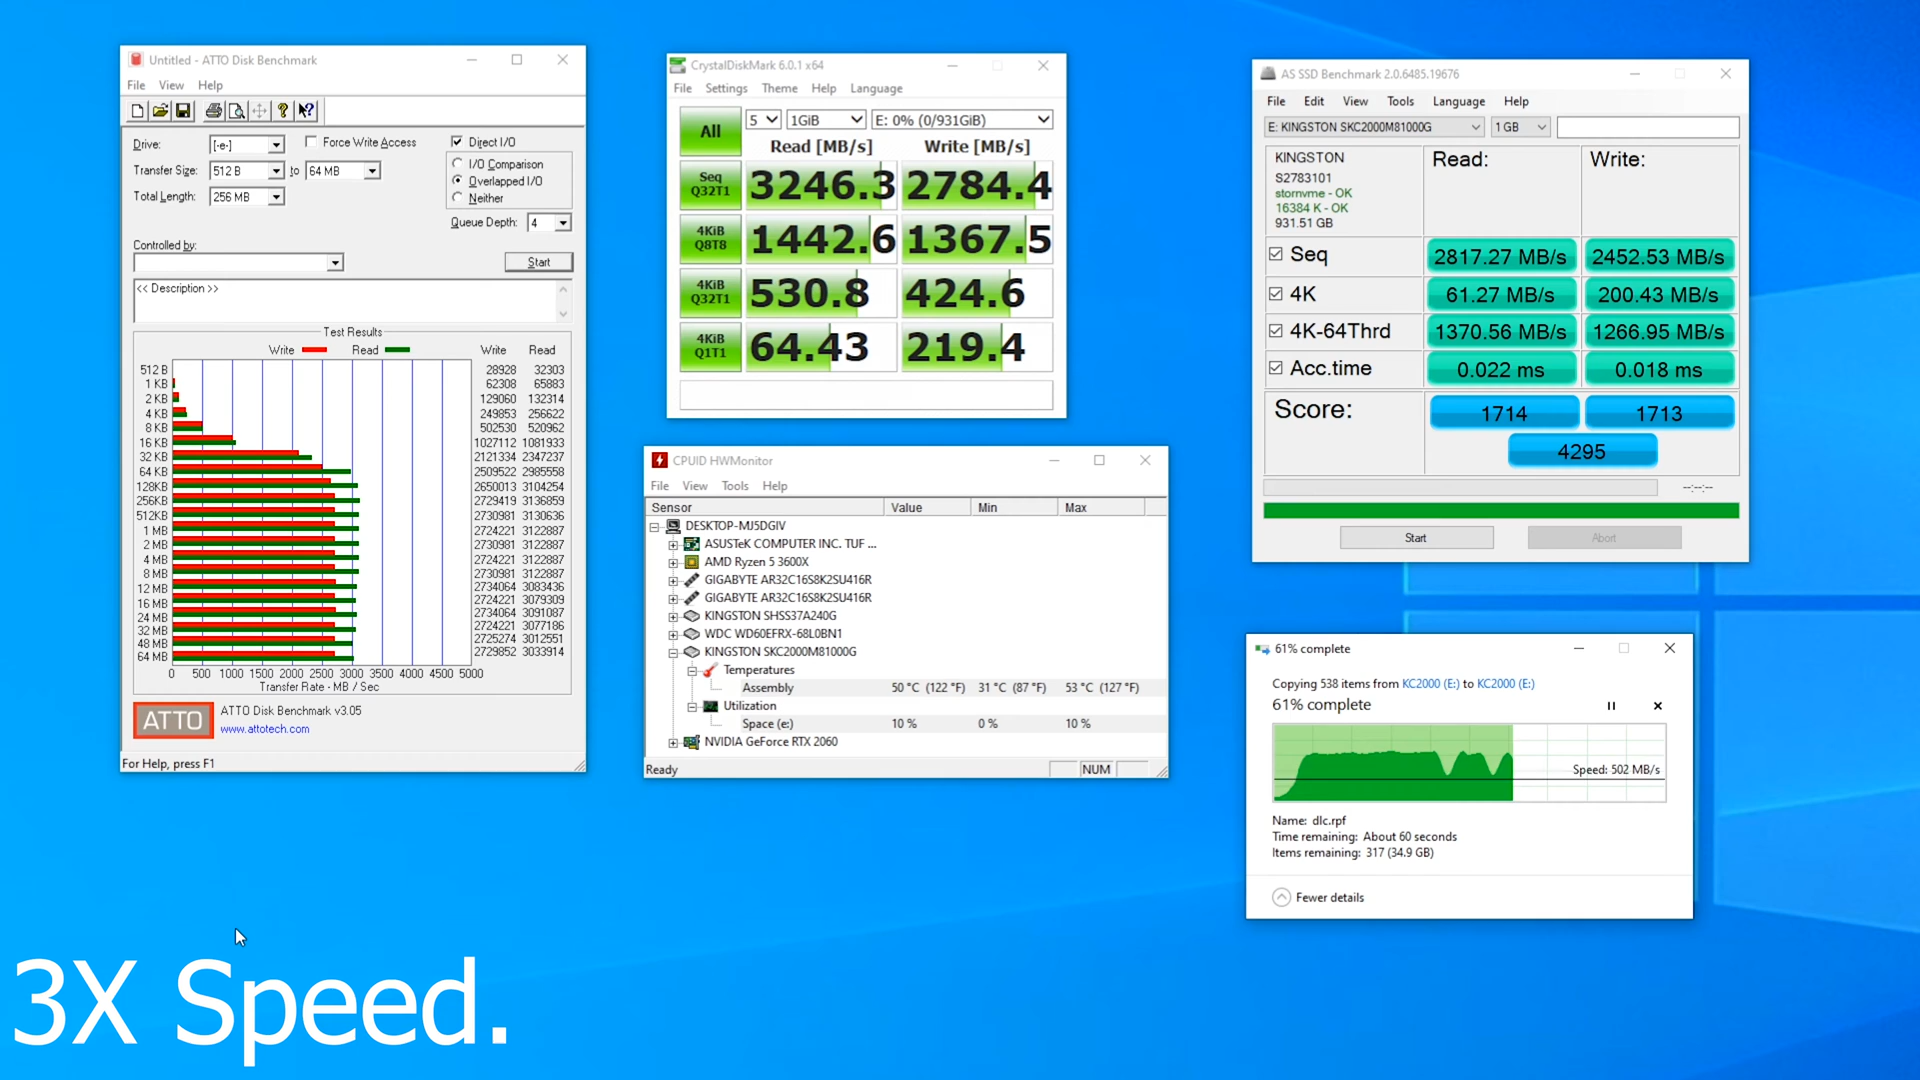 Untitled - ATTO Disk Benchmark
File View Help
Drive: [-e-] Force Write Access Direct I/O
Transfer Size: 512 B to 64 MB
I/O Comparison
Overlapped I/O
Neither
Total Length: 256 MB
Queue Depth: 4
Controlled by:
Start
<< Description >>
Test Results
Write Read Write Read
512 B 28928 32303
1 KB 62308 65883
2 KB 129060 132314
4 KB 249853 256622
8 KB 502530 520962
16 KB 1027112 1081933
32 KB 2121334 2347237
64 KB 2509522 2985558
128KB 2650013 3104254
256KB 2729419 3136859
512KB 2730981 3130636
1 MB 2724221 3122887
2 MB 2730981 3122887
4 MB 2724221 3122887
8 MB 2730981 3122887
12 MB 2734064 3083436
16 MB 2724221 3079309
24 MB 2734064 3091087
32 MB 2724221 3077186
48 MB 2725274 3012551
64 MB 2729852 3033914
0 500 1000 1500 2000 2500 3000 3500 4000 4500 5000
Transfer Rate - MB / Sec
ATTO
ATTO Disk Benchmark v3.05
www.attotech.com
For Help, press F1
CrystalDiskMark 6.0.1 x64
File Settings Theme Help Language
All 5 1GiB E: 0% (0/931GiB)
Read [MB/s] Write [MB/s]
Seq Q32T1 3246.3 2784.4
4KiB Q8T8 1442.6 1367.5
4KiB Q32T1 530.8 424.6
4KiB Q1T1 64.43 219.4
CPUID HWMonitor
File View Tools Help
Sensor Value Min Max
DESKTOP-MJ5DGIV
ASUSTeK COMPUTER INC. TUF ...
AMD Ryzen 5 3600X
GIGABYTE AR32C16S8K2SU416R
GIGABYTE AR32C16S8K2SU416R
KINGSTON SHSS37A240G
WDC WD60EFRX-68L0BN1
KINGSTON SKC2000M81000G
Temperatures
Assembly 50 °C (122 °F) 31 °C (87 °F) 53 °C (127 °F)
Utilization
Space (e:) 10 % 0 % 10 %
NVIDIA GeForce RTX 2060
Ready NUM
AS SSD Benchmark 2.0.6485.19676
File Edit View Tools Language Help
E: KINGSTON SKC2000M81000G 1 GB
KINGSTON
S2783101
stornvme - OK
16384 K - OK
931.51 GB
Read: Write:
Seq 2817.27 MB/s 2452.53 MB/s
4K 61.27 MB/s 200.43 MB/s
4K-64Thrd 1370.56 MB/s 1266.95 MB/s
Acc.time 0.022 ms 0.018 ms
Score: 1714 1713
4295
--:--:--
Start Abort
61% complete
Copying 538 items from KC2000 (E:) to KC2000 (E:)
61% complete
Speed: 502 MB/s
Name: dlc.rpf
Time remaining: About 60 seconds
Items remaining: 317 (34.9 GB)
Fewer details
3X Speed.